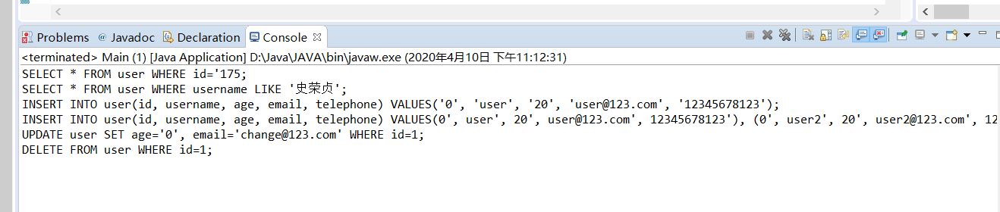 Problems @ Javadoc Declaration Console
<terminated> Main (1) [Java Application] D:\Java\JAVA\bin\javaw.exe (2020年4月10日 下午11:12:31)
SELECT * FROM user WHERE id='175;
SELECT * FROM user WHERE username LIKE '史荣贞';
INSERT INTO user(id, username, age, email, telephone) VALUES('0', 'user', '20', 'user@123.com', '12345678123');
INSERT INTO user(id, username, age, email, telephone) VALUES(0', user', 20', user@123.com', 12345678123'), (0', user2', 20', user2@123.com', 12
UPDATE user SET age='0', email='change@123.com' WHERE id=1;
DELETE FROM user WHERE id=1;